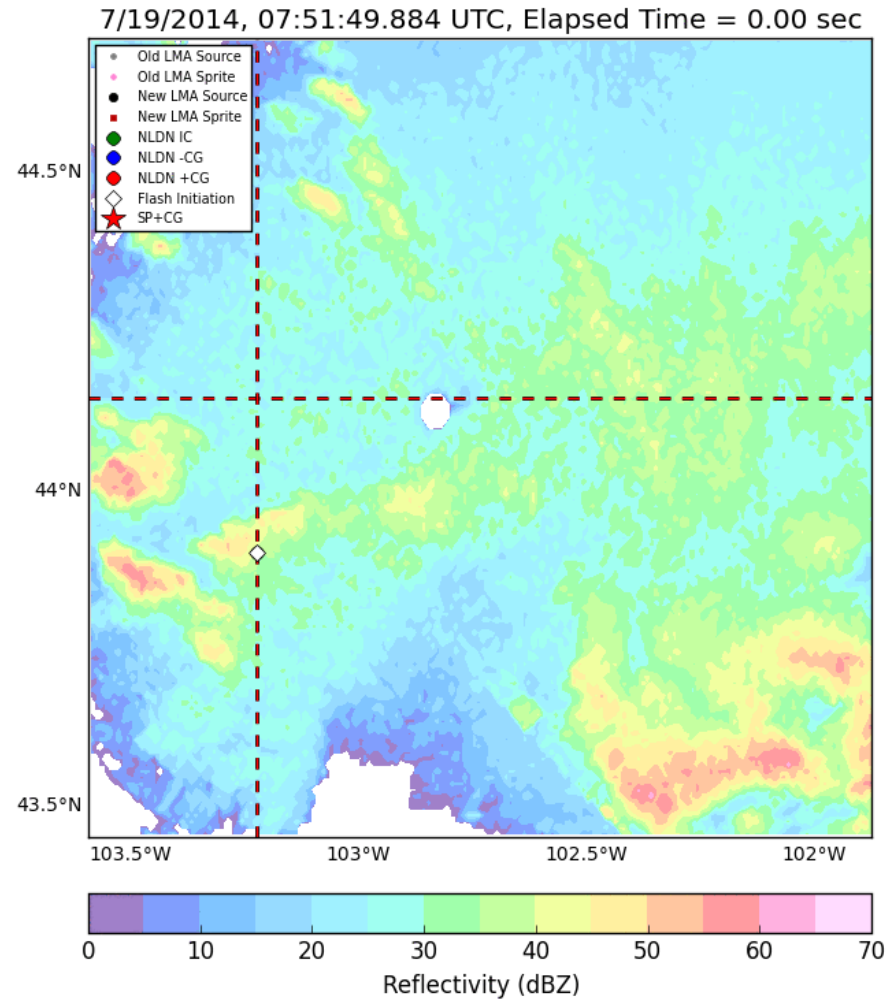 7/19/2014, 07:51:49.884 UTC, Elapsed Time = 0.00 sec
Old LMA Source
Old LMA Sprite
New LMA Source
New LMA Sprite
NLDN IC
NLDN -CG
NLDN +CG
Flash Initiation
SP+CG
44.5°N
44°N
43.5°N
103.5°W 103°W 102.5°W 102°W
0 10 20 30 40 50 60 70
Reflectivity (dBZ)